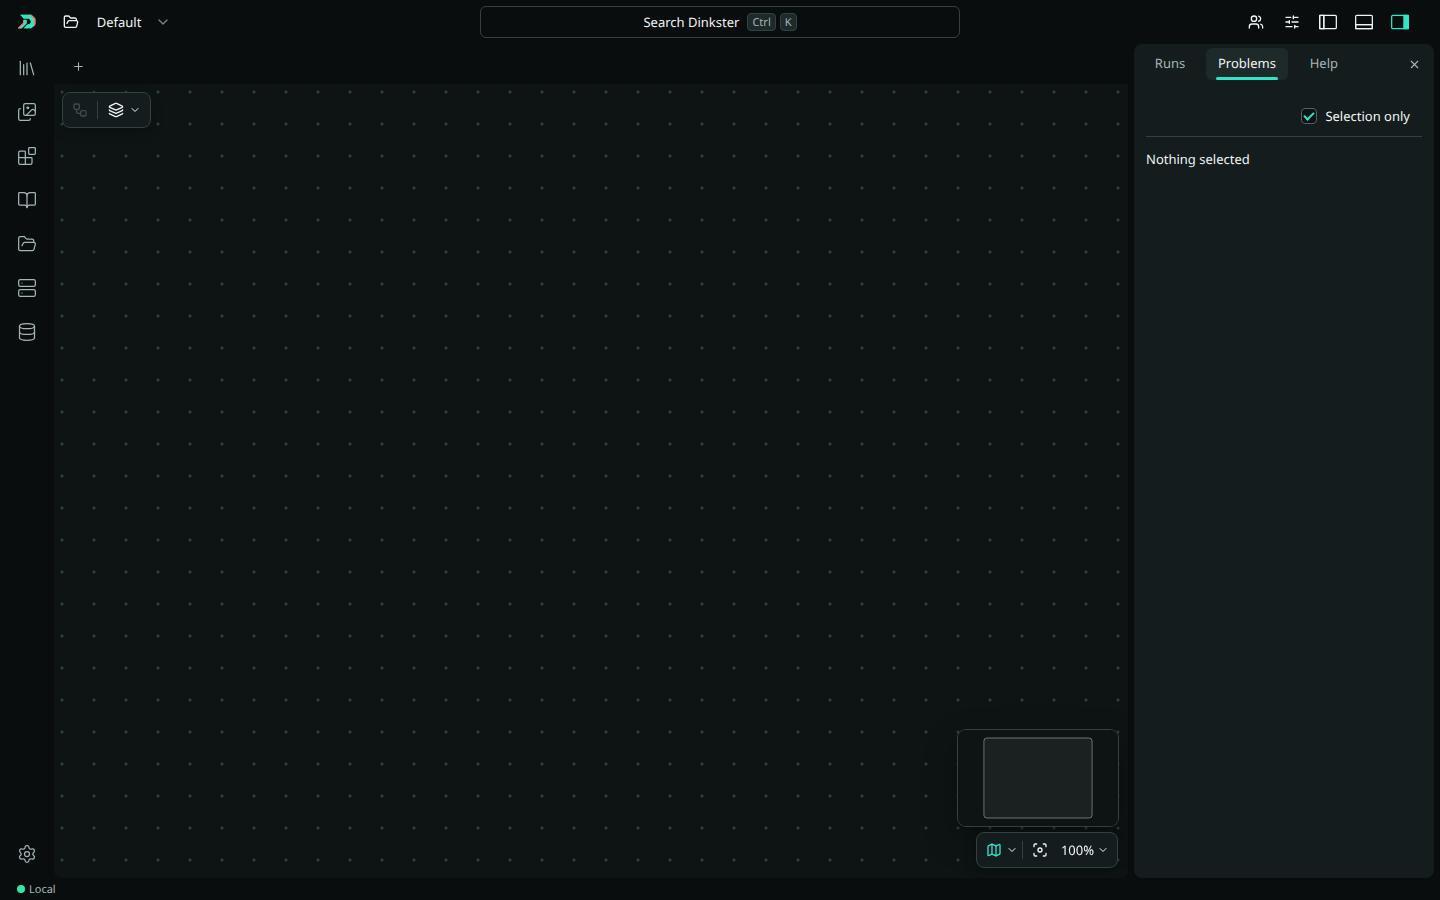 Default
Search Dinkster Ctrl K
Runs Problems Help
Selection only
Nothing selected
100%
Local